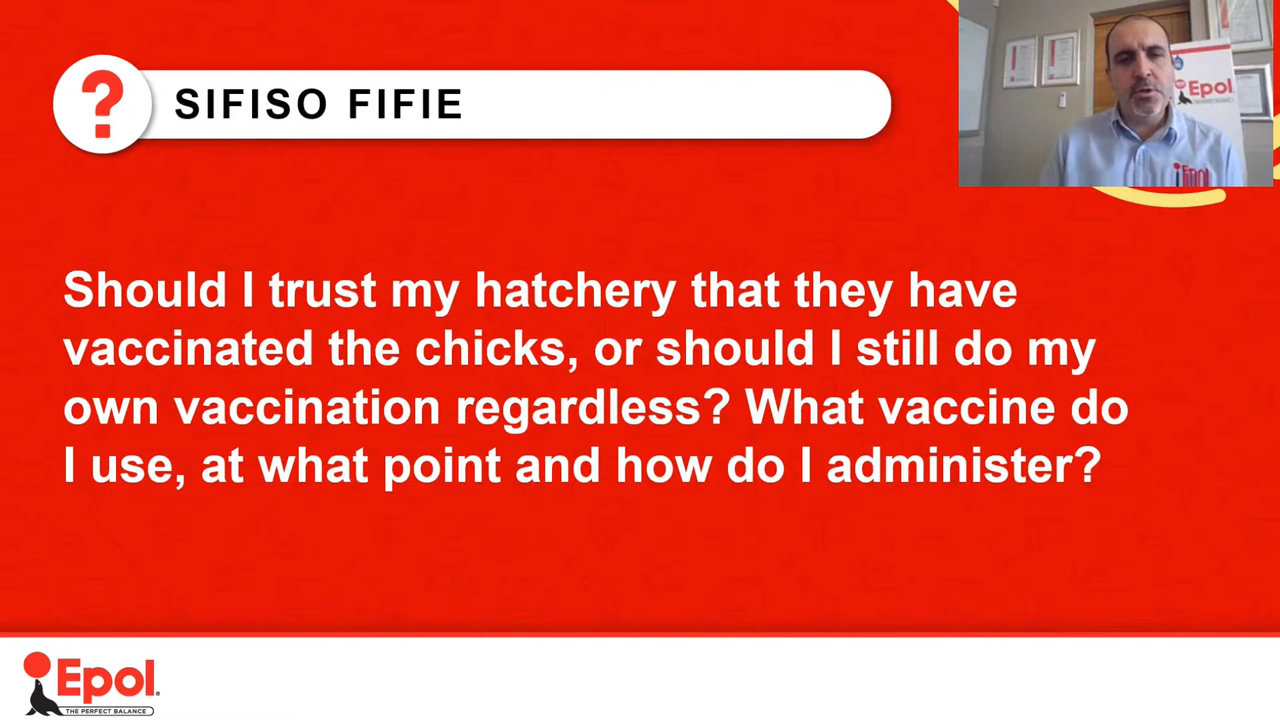 ?
SIFISO FIFIE
Epol
Epol
Should I trust my hatchery that they have
vaccinated the chicks, or should I still do my
own vaccination regardless? What vaccine do
I use, at what point and how do I administer?
Epol
THE PERFECT BALANCE